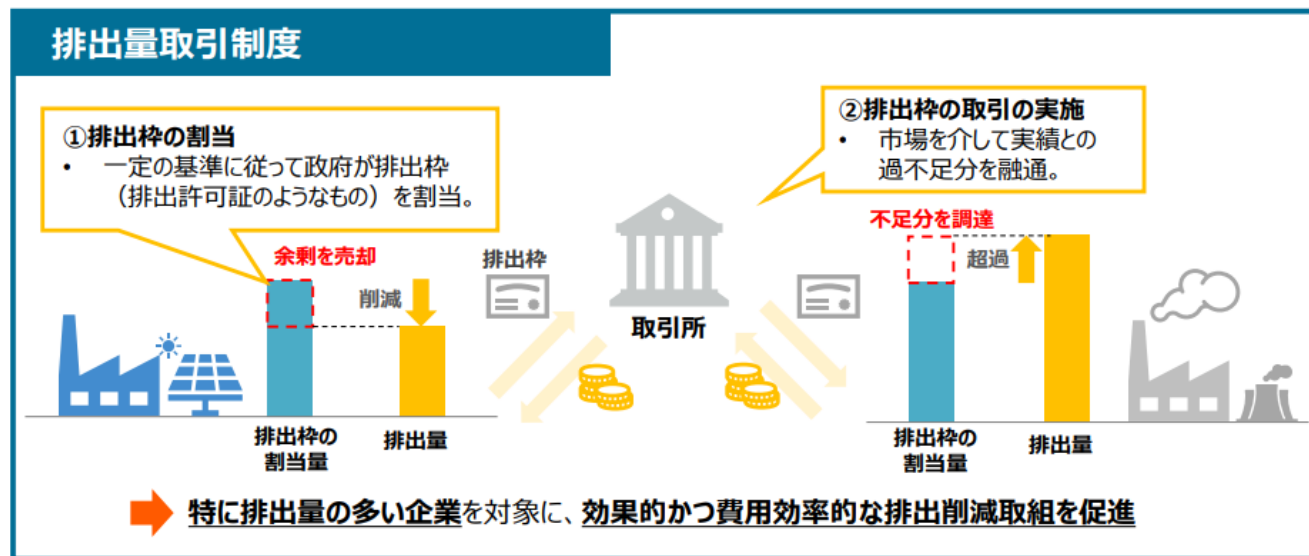 排出量取引制度
①排出枠の割当
• 一定の基準に従って政府が排出枠
（排出許可証のようなもの）を割当。
②排出枠の取引の実施
• 市場を介して実績との
過不足分を融通。
余剰を売却
削減
排出枠
取引所
不足分を調達
超過
排出枠の
割当量
排出量
排出枠の
割当量
排出量
特に排出量の多い企業を対象に、効果的かつ費用効率的な排出削減取組を促進